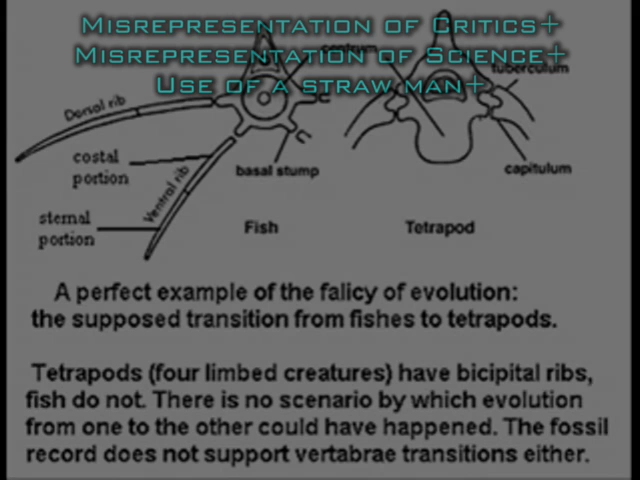 Misrepresentation of Critics+
Misrepresentation of Science+
Use of a straw man+
centrum
tuberculum
Dorsal rib
costal
portion
basal stump
capitulum
Ventral rib
sternal
portion
Fish
Tetrapod
A perfect example of the falicy of evolution:
the supposed transition from fishes to tetrapods.
Tetrapods (four limbed creatures) have bicipital ribs,
fish do not. There is no scenario by which evolution
from one to the other could have happened. The fossil
record does not support vertabrae transitions either.